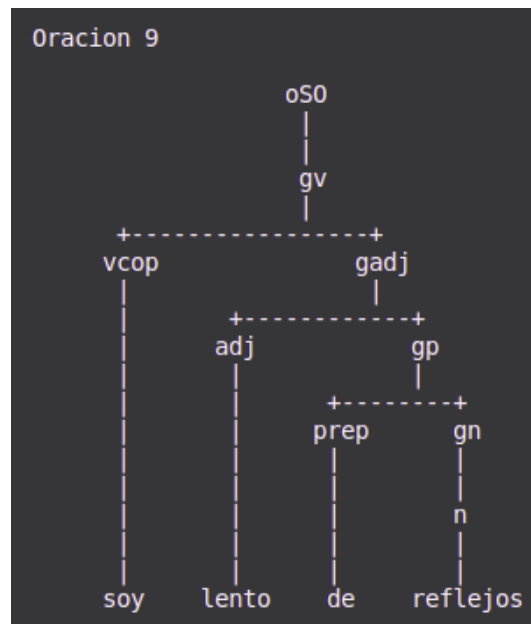 Oracion 9
oSO
gv
vcop gadj
adj gp
prep gn
n
soy lento de reflejos